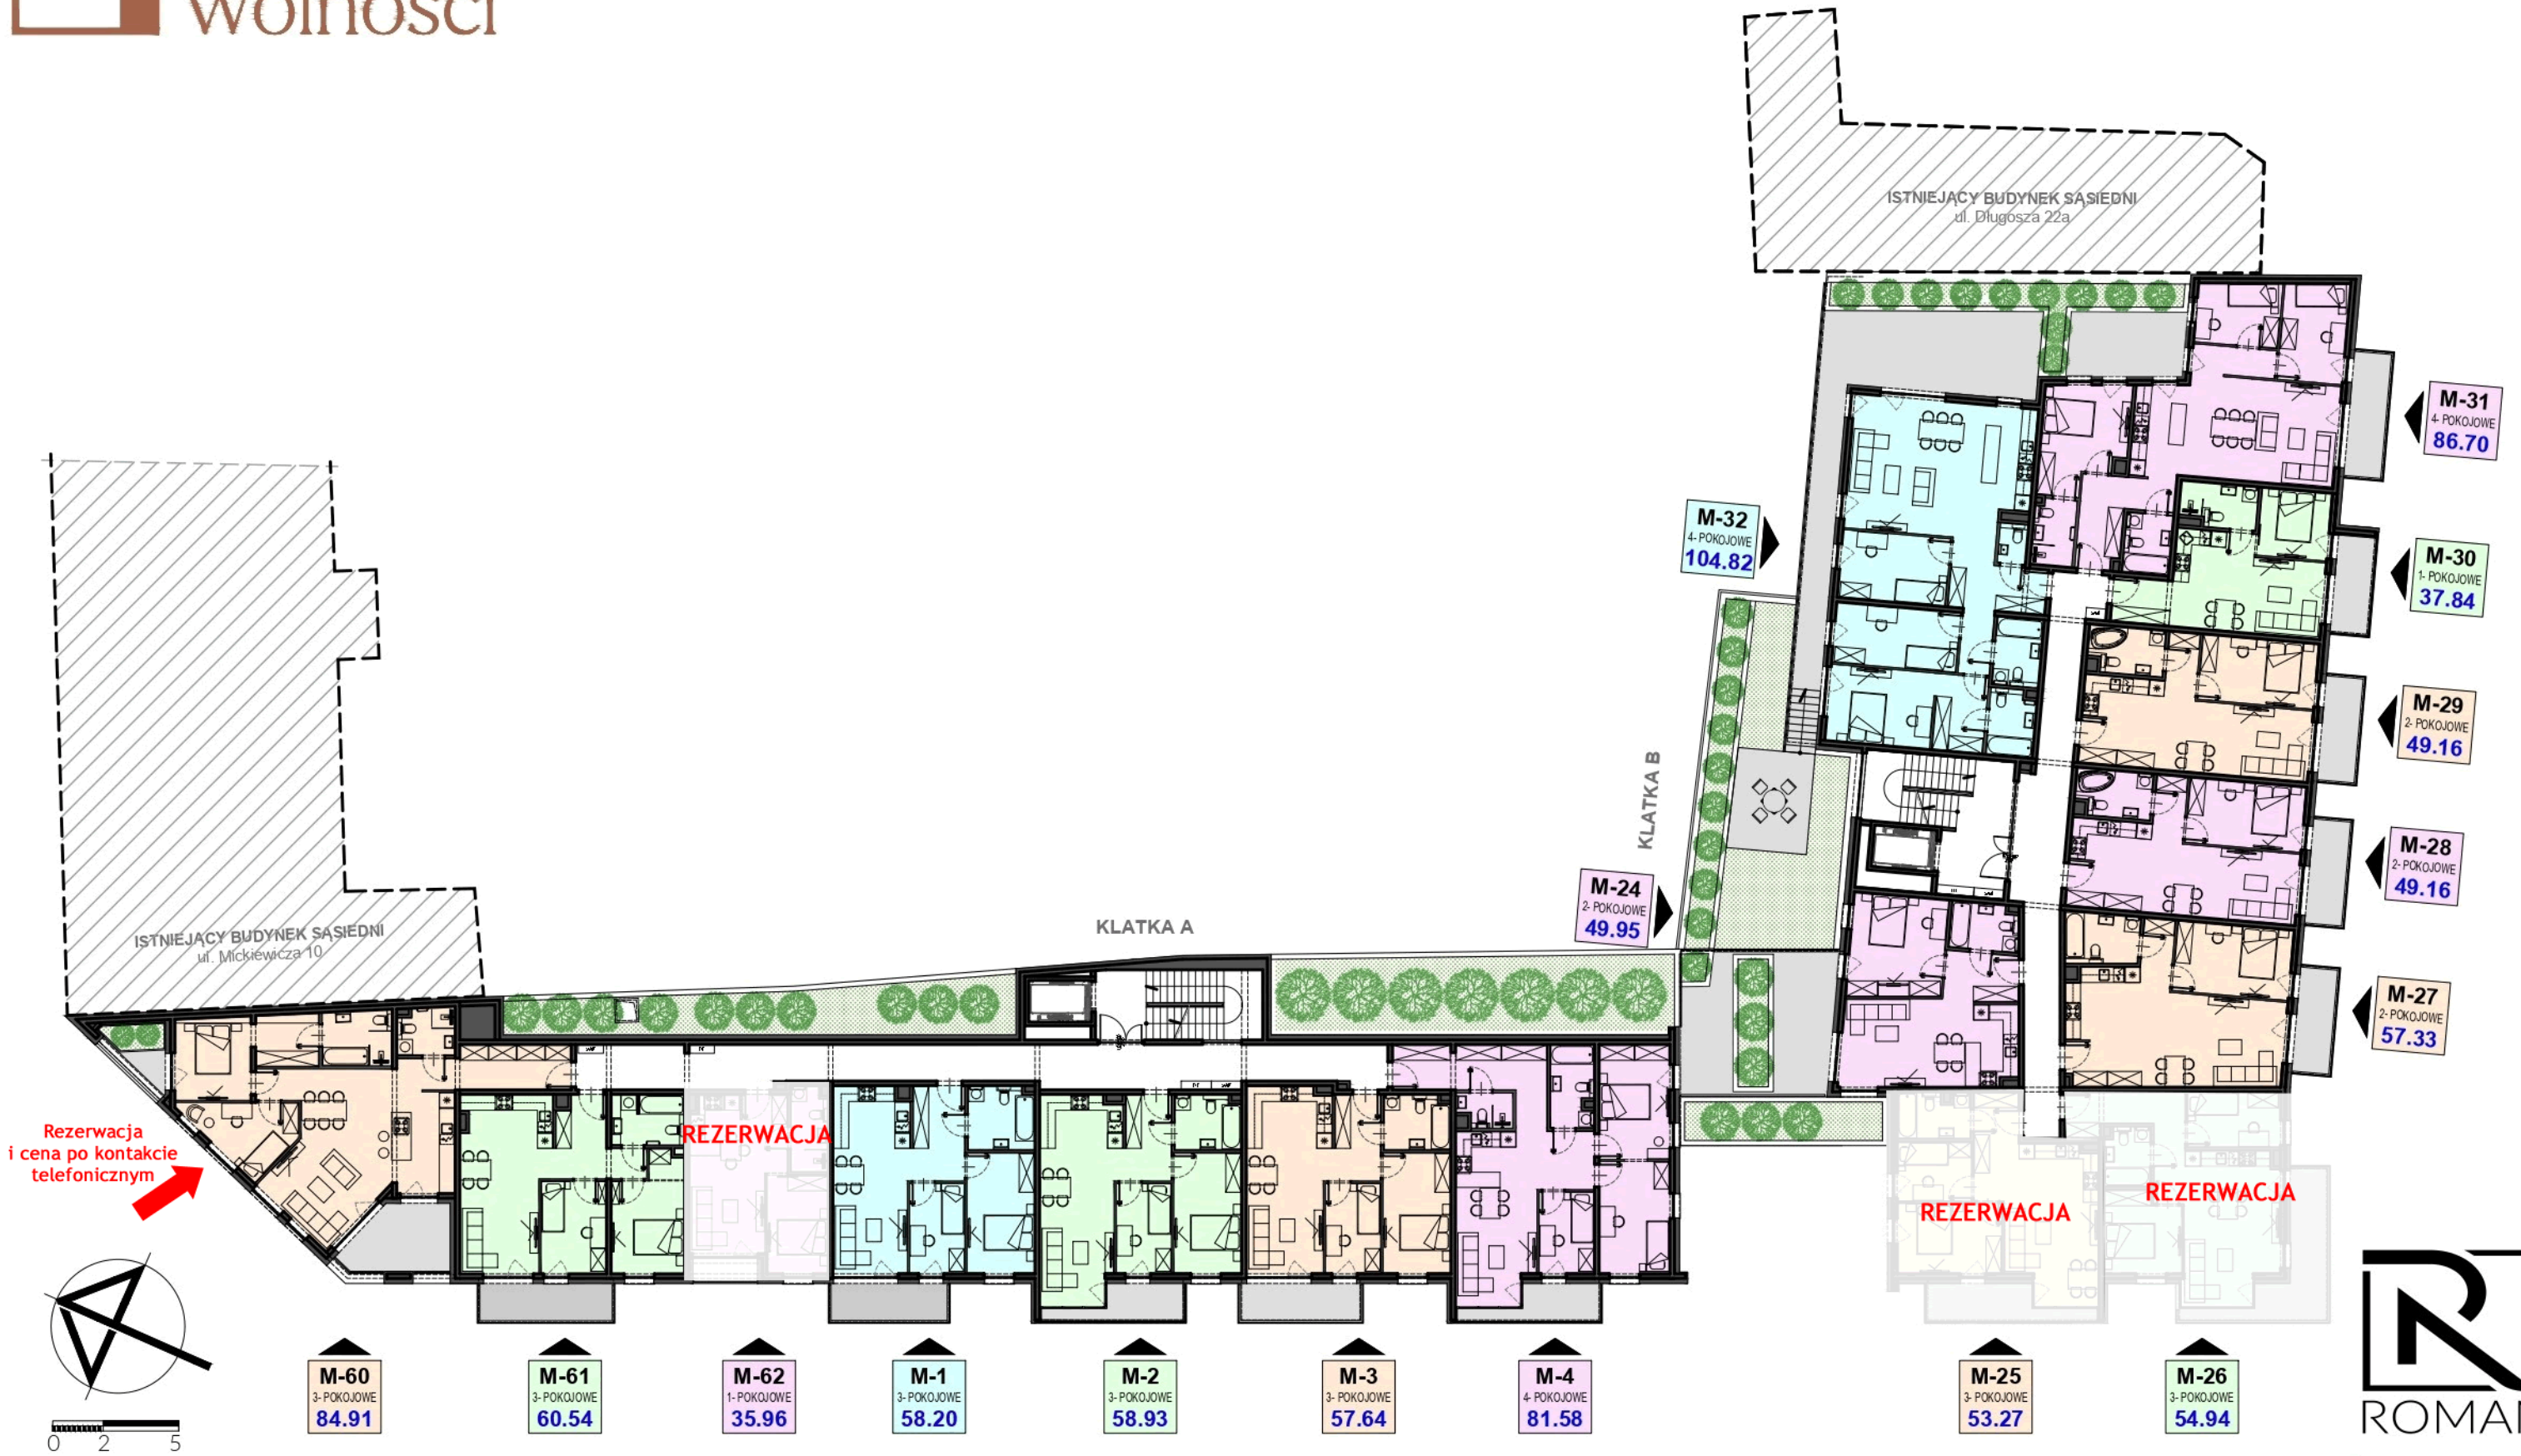 wolności
ISTNIEJĄCY BUDYNEK SĄSIEDNI
ul. Długosza 22a
M-31
4- POKOJOWE
86.70
M-32
4- POKOJOWE
104.82
M-30
1- POKOJOWE
37.84
M-29
2- POKOJOWE
49.16
KLATKA B
M-28
2- POKOJOWE
49.16
M-24
2- POKOJOWE
49.95
KLATKA A
ISTNIEJĄCY BUDYNEK SĄSIEDNI
ul. Mickiewicza 10
M-27
2- POKOJOWE
57.33
Rezerwacja
i cena po kontakcie
telefonicznym
REZERWACJA
REZERWACJA
REZERWACJA
M-60
3- POKOJOWE
84.91
M-61
3- POKOJOWE
60.54
M-62
1- POKOJOWE
35.96
M-1
3- POKOJOWE
58.20
M-2
3- POKOJOWE
58.93
M-3
3- POKOJOWE
57.64
M-4
4- POKOJOWE
81.58
M-25
3- POKOJOWE
53.27
M-26
3- POKOJOWE
54.94
0 2 5
ROMAN